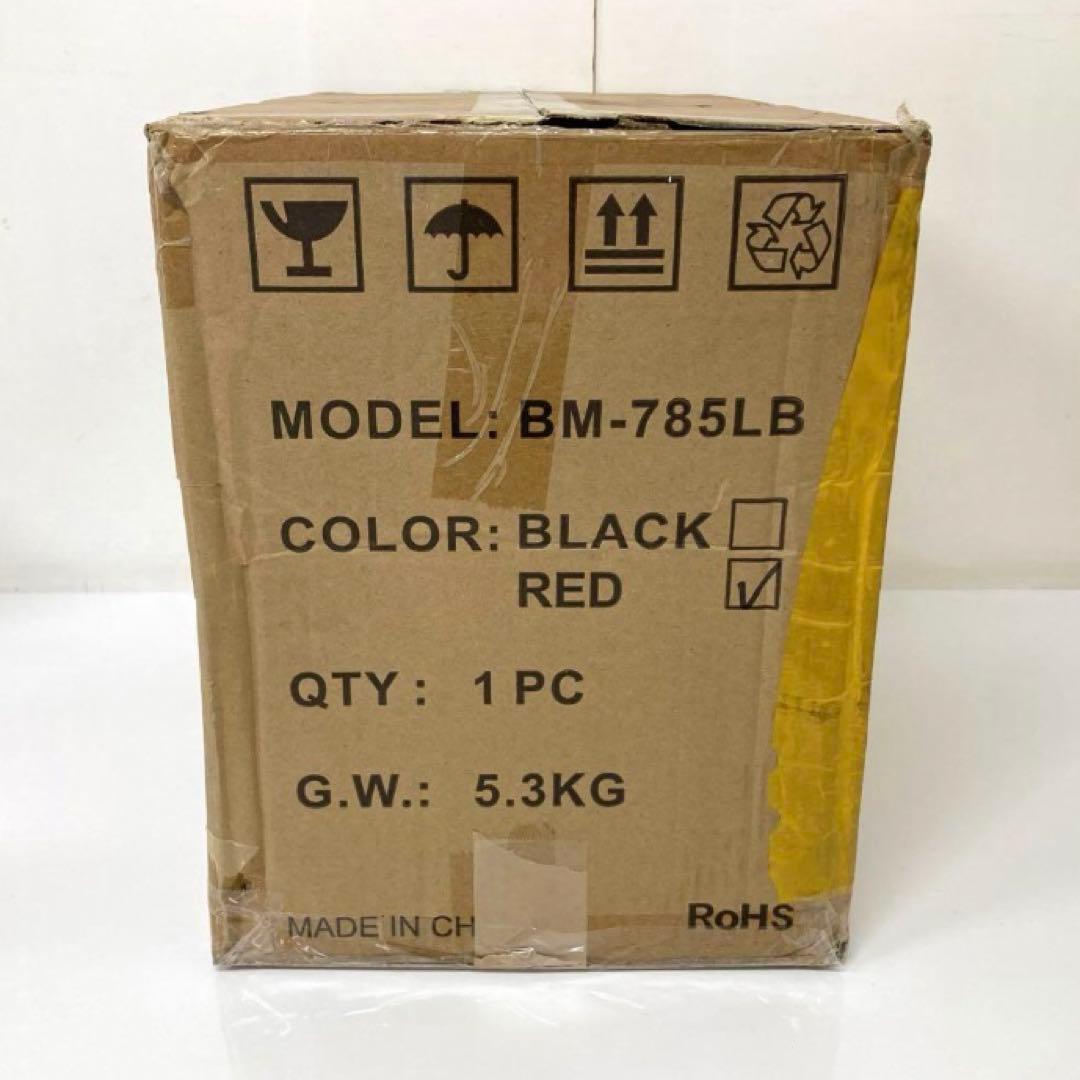 MODEL: BM-785LB
COLOR: BLACK
RED
QTY: 1 PC
G.W.: 5.3KG
MADE IN CH
RoHS